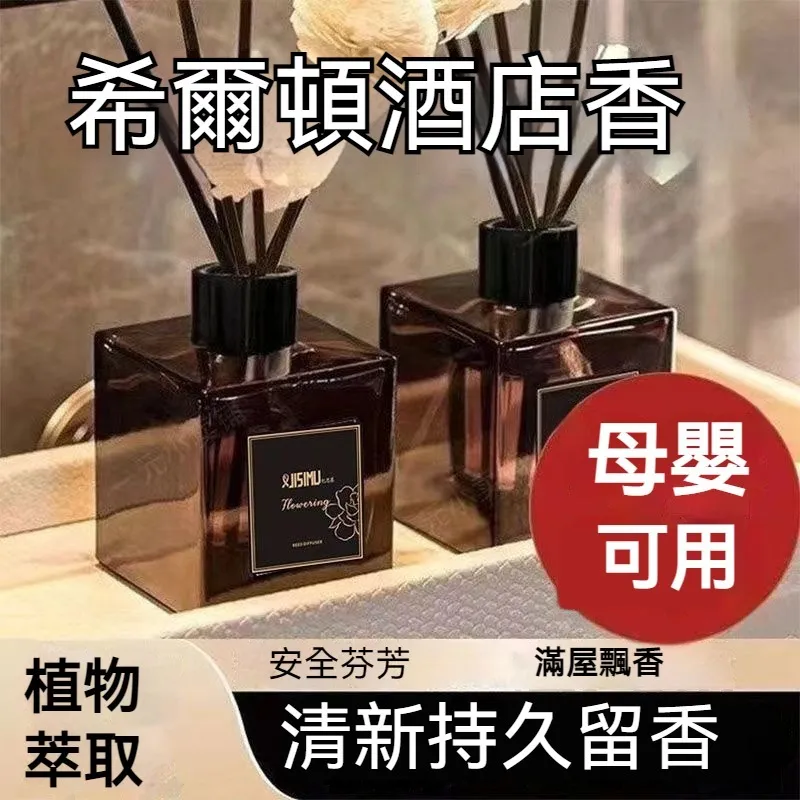 希爾頓酒店香
JISIMU
Flowering
REED DIFFUSER
母嬰
可用
安全芬芳
滿屋飄香
植物
萃取
清新持久留香